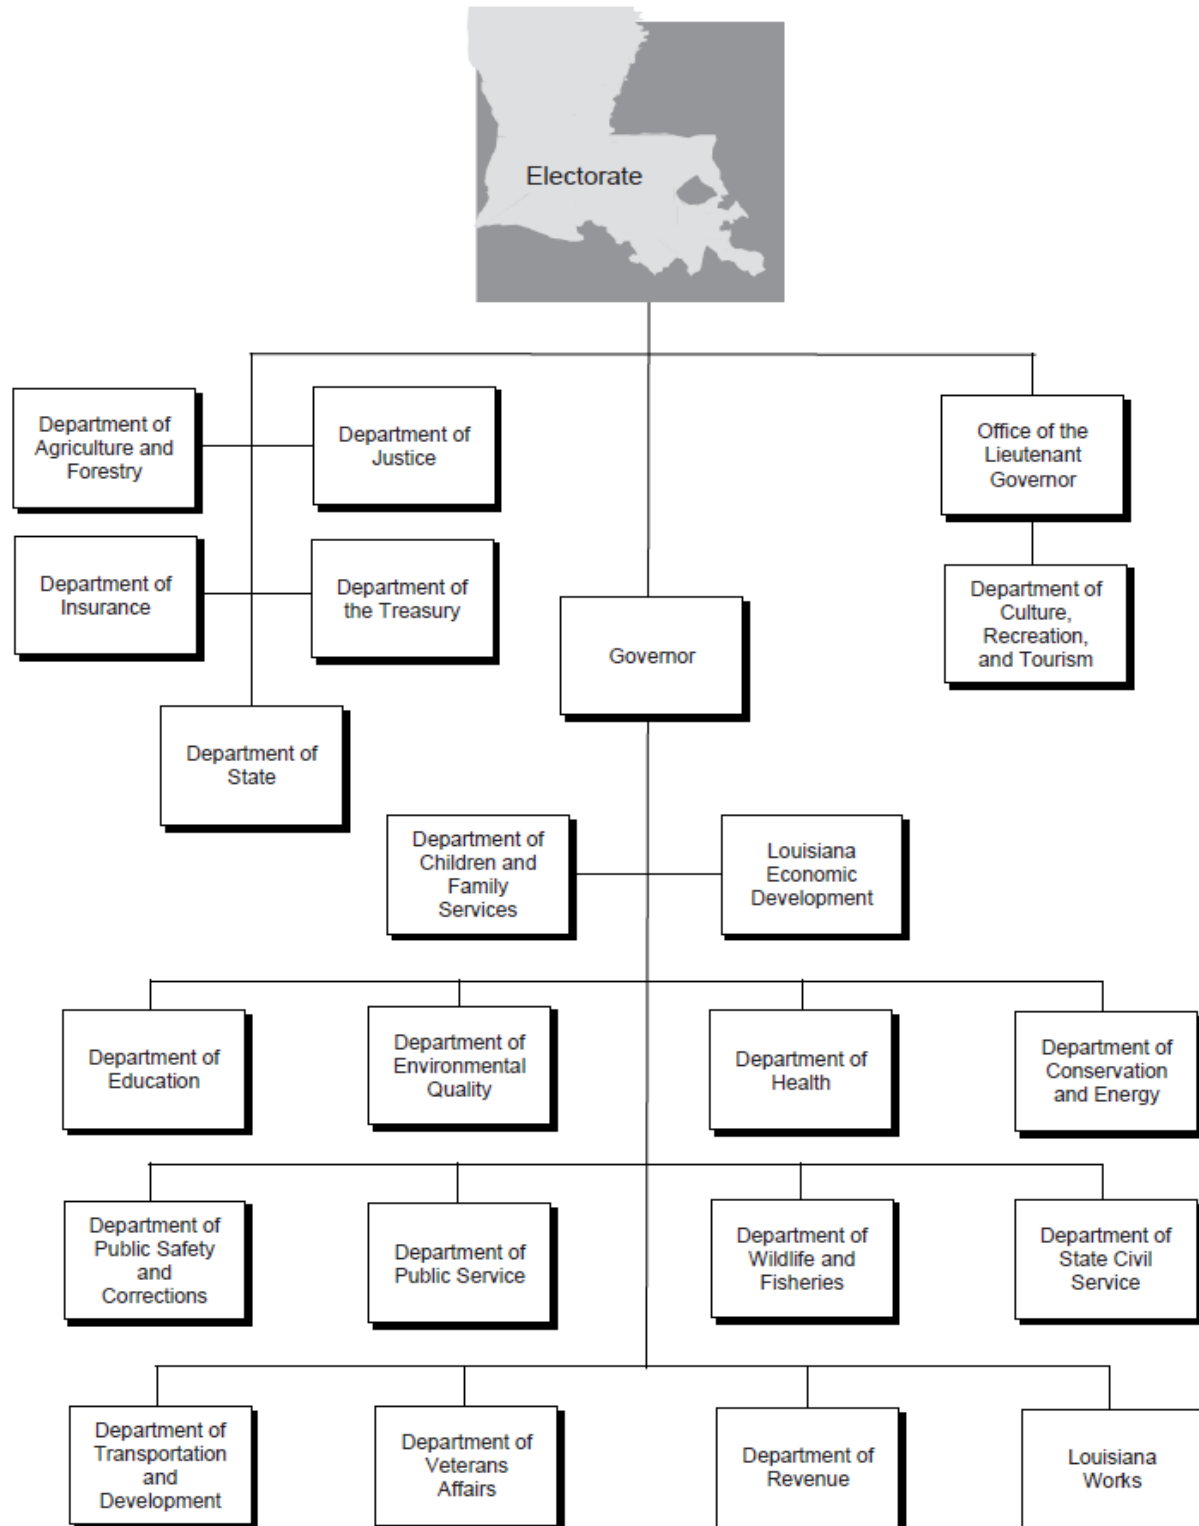 Electorate
Department of
Agriculture and
Forestry
Department of
Justice
Office of the
Lieutenant
Governor
Department of
Insurance
Department of
the Treasury
Department of
Culture,
Recreation,
and Tourism
Governor
Department of
State
Department of
Children and
Family
Services
Louisiana
Economic
Development
Department of
Education
Department of
Environmental
Quality
Department of
Health
Department of
Conservation
and Energy
Department of
Public Safety
and
Corrections
Department of
Public Service
Department of
Wildlife and
Fisheries
Department of
State Civil
Service
Department of
Transportation
and
Development
Department of
Veterans
Affairs
Department of
Revenue
Louisiana
Works